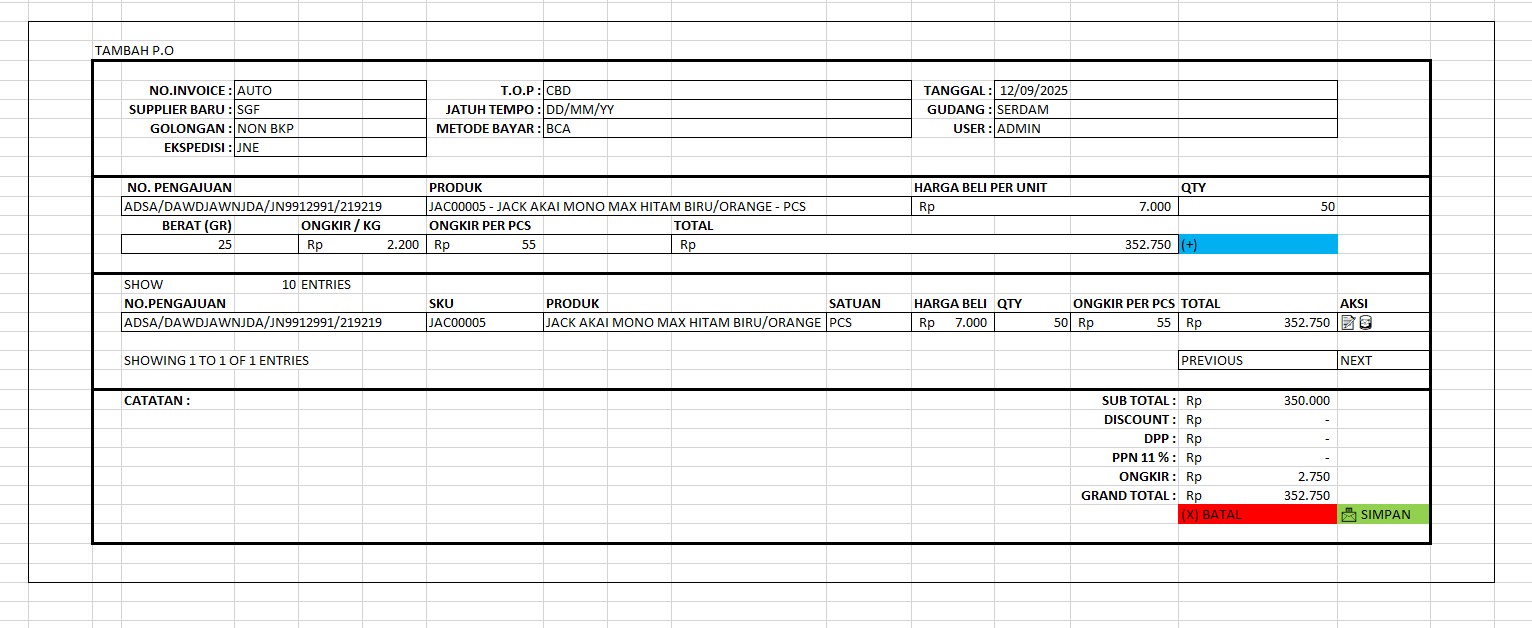 TAMBAH P.O
NO.INVOICE : AUTO T.O.P : CBD TANGGAL : 12/09/2025
SUPPLIER BARU : SGF JATUH TEMPO : DD/MM/YY GUDANG : SERDAM
GOLONGAN : NON BKP METODE BAYAR : BCA USER : ADMIN
EKSPEDISI : JNE
NO. PENGAJUAN PRODUK HARGA BELI PER UNIT QTY
ADSA/DAWDJAWNJDA/JN9912991/219219 JAC00005 - JACK AKAI MONO MAX HITAM BIRU/ORANGE - PCS Rp 7.000 50
BERAT (GR) ONGKIR / KG ONGKIR PER PCS TOTAL
25 Rp 2.200 Rp 55 Rp 352.750 (+)
SHOW 10 ENTRIES
NO.PENGAJUAN SKU PRODUK SATUAN HARGA BELI QTY ONGKIR PER PCS TOTAL AKSI
ADSA/DAWDJAWNJDA/JN9912991/219219 JAC00005 JACK AKAI MONO MAX HITAM BIRU/ORANGE PCS Rp 7.000 50 Rp 55 Rp 352.750
SHOWING 1 TO 1 OF 1 ENTRIES PREVIOUS NEXT
CATATAN : SUB TOTAL : Rp 350.000
DISCOUNT : Rp -
DPP : Rp -
PPN 11 % : Rp -
ONGKIR : Rp 2.750
GRAND TOTAL : Rp 352.750
(X) BATAL SIMPAN